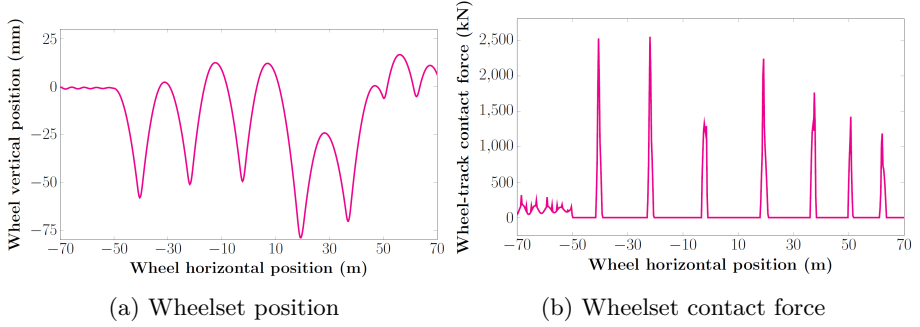 25
0
−25
−50
−75
−70 −50 −30 −10 0 10 30 50 70
Wheel vertical position (mm)
Wheel horizontal position (m)
(a) Wheelset position
2,500
2,000
1,500
1,000
500
0
−70 −50 −30 −10 10 30 50 70
Wheel-track contact force (kN)
Wheel horizontal position (m)
(b) Wheelset contact force